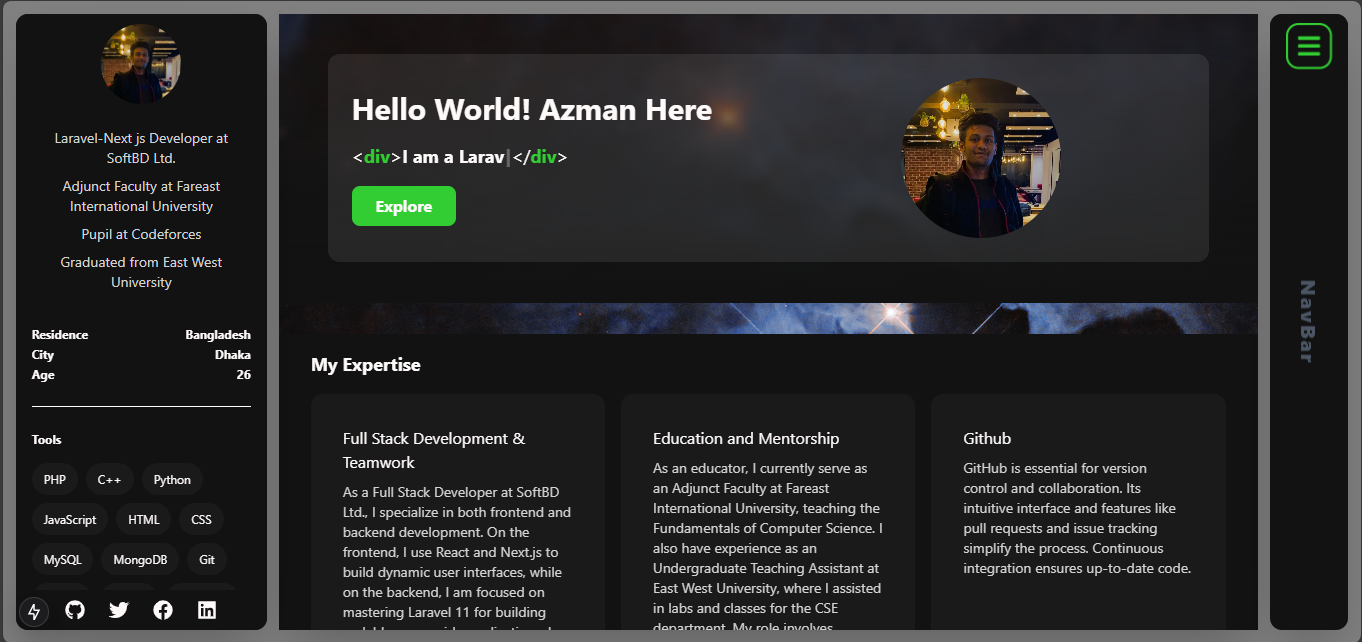 Laravel-Next js Developer at
SoftBD Ltd.
Adjunct Faculty at Fareast
International University
Pupil at Codeforces
Graduated from East West
University
Residence Bangladesh
City Dhaka
Age 26
Tools
PHP C++ Python
JavaScript HTML CSS
MySQL MongoDB Git
Hello World! Azman Here
<div>I am a Larav|</div>
Explore
My Expertise
Full Stack Development &
Teamwork
As a Full Stack Developer at SoftBD
Ltd., I specialize in both frontend and
backend development. On the
frontend, I use React and Next.js to
build dynamic user interfaces, while
on the backend, I am focused on
mastering Laravel 11 for building
Education and Mentorship
As an educator, I currently serve as
an Adjunct Faculty at Fareast
International University, teaching the
Fundamentals of Computer Science. I
also have experience as an
Undergraduate Teaching Assistant at
East West University, where I assisted
in labs and classes for the CSE
department. My role involves
Github
GitHub is essential for version
control and collaboration. Its
intuitive interface and features like
pull requests and issue tracking
simplify the process. Continuous
integration ensures up-to-date code.
NavBar